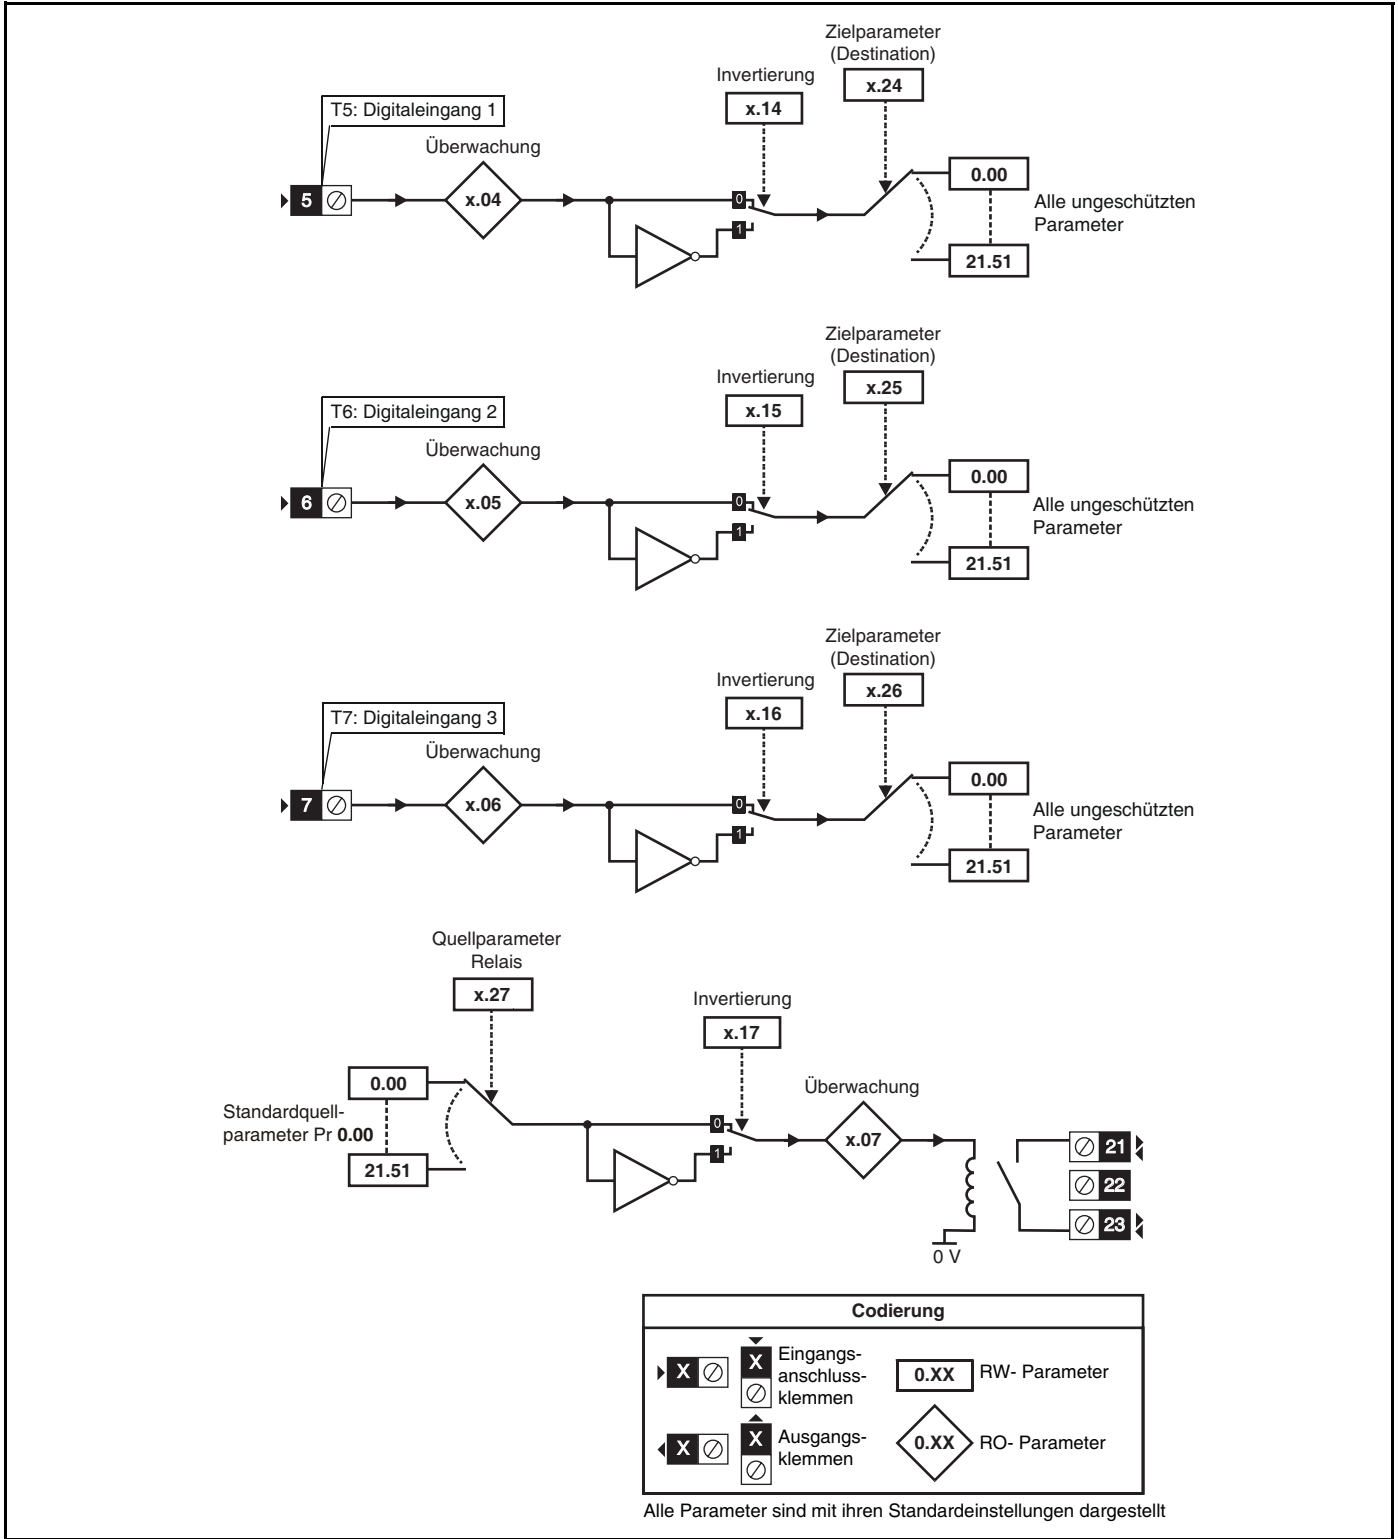 Zielparameter
(Destination)
Invertierung
x.24
x.14
T5: Digitaleingang 1
Überwachung
5
x.04
0
1
0.00
Alle ungeschützten
Parameter
21.51
Zielparameter
(Destination)
Invertierung
x.25
x.15
T6: Digitaleingang 2
Überwachung
6
x.05
0
1
0.00
Alle ungeschützten
Parameter
21.51
Zielparameter
(Destination)
Invertierung
x.26
x.16
T7: Digitaleingang 3
Überwachung
7
x.06
0
1
0.00
Alle ungeschützten
Parameter
21.51
Quellparameter
Relais
x.27
Invertierung
x.17
0.00
Standardquell-
parameter Pr 0.00
21.51
0
1
Überwachung
x.07
0 V
21
22
23
Codierung
X
X
Eingangs-
anschluss-
klemmen
0.XX
RW- Parameter
X
X
Ausgangs-
klemmen
0.XX
RO- Parameter
Alle Parameter sind mit ihren Standardeinstellungen dargestellt